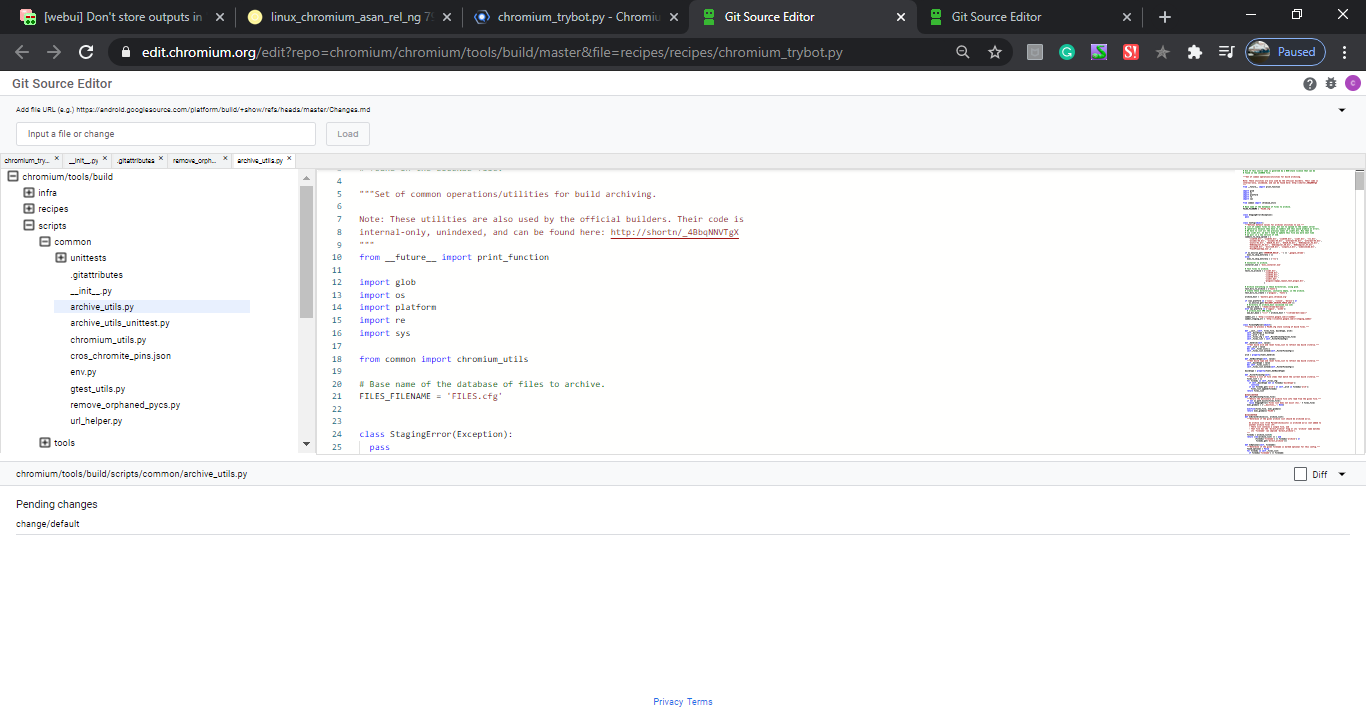 [webui] Don't store outputs in
linux_chromium_asan_rel_ng
chromium_trybot.py - Chromiu
Git Source Editor
Git Source Editor
edit.chromium.org/edit?repo=chromium/chromium/tools/build/master&file=recipes/recipes/chromium_trybot.py
Paused
Git Source Editor
Add file URL (e.g.) https://android.googlesource.com/platform/build/+show/refs/heads/master/Changes.md
Input a file or change
Load
chromium_try...
__init__.py
.gitattributes
remove_orph...
archive_utils.py
chromium/tools/build
infra
recipes
scripts
common
unittests
.gitattributes
__init__.py
archive_utils.py
archive_utils_unittest.py
chromium_utils.py
cros_chromite_pins.json
env.py
gtest_utils.py
remove_orphaned_pycs.py
url_helper.py
tools
4
5 """Set of common operations/utilities for build archiving.
6
7 Note: These utilities are also used by the official builders. Their code is
8 internal-only, unindexed, and can be found here: http://shortn/_4BbqNNVTgX
9 """
10 from __future__ import print_function
11
12 import glob
13 import os
14 import platform
15 import re
16 import sys
17
18 from common import chromium_utils
19
20 # Base name of the database of files to archive.
21 FILES_FILENAME = 'FILES.cfg'
22
23
24 class StagingError(Exception):
25 pass
chromium/tools/build/scripts/common/archive_utils.py
Diff
Pending changes
change/default
Privacy Terms